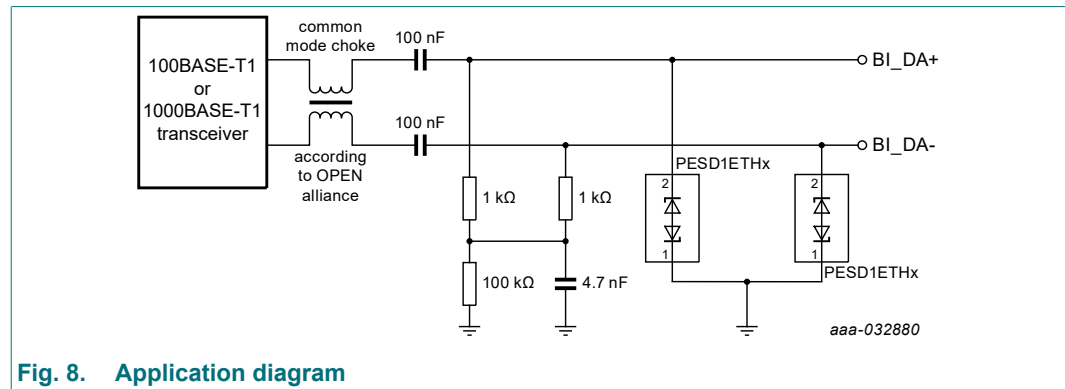 100BASE-T1
or
1000BASE-T1
transceiver
common
mode choke
according
to OPEN
alliance
100 nF
100 nF
BI_DA+
BI_DA-
1 kΩ
1 kΩ
100 kΩ
4.7 nF
PESD1ETHx
2
1
2
1
PESD1ETHx
aaa-032880
Fig. 8. Application diagram